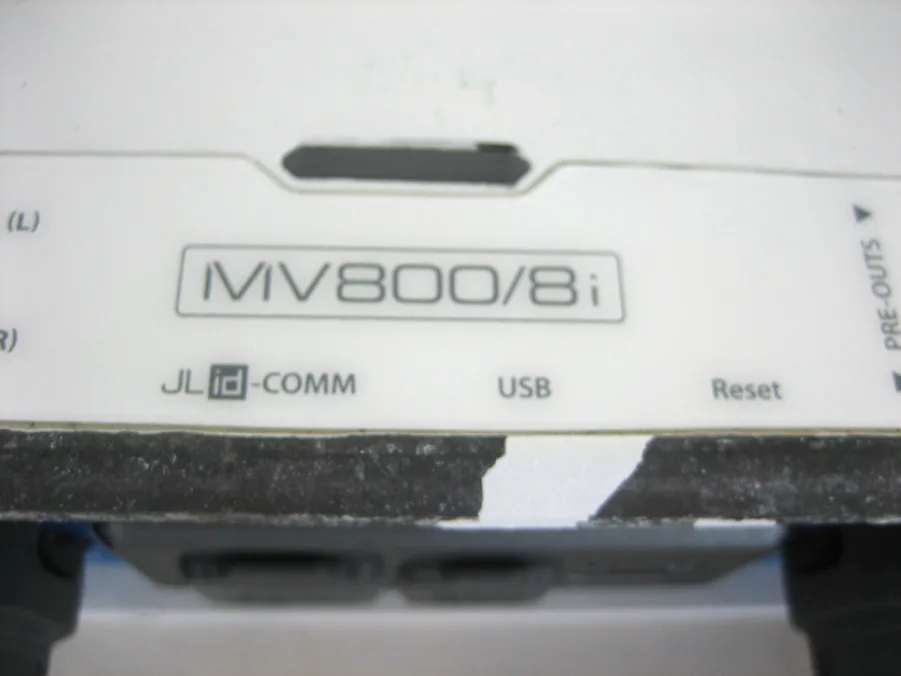 (L)
MV800/8i
R)
JL id-COMM
USB
Reset
PRE-OUTS